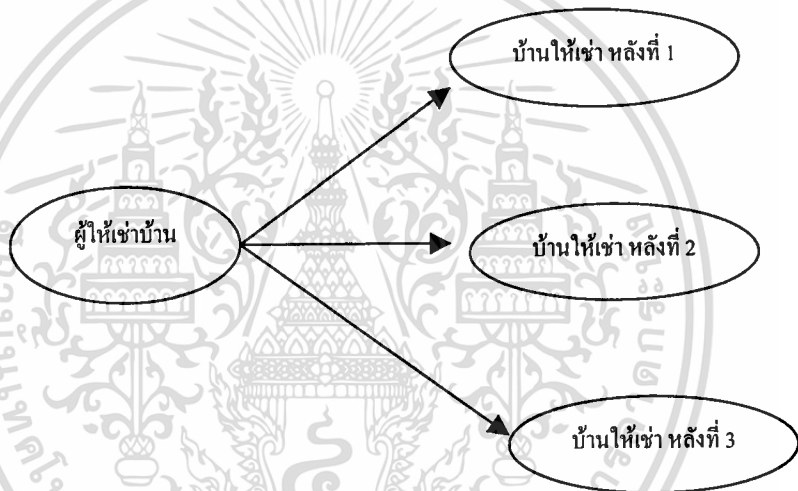 บ้านให้เช่า หลังที่ 1
ผู้ให้เช่าบ้าน
บ้านให้เช่า หลังที่ 2
บ้านให้เช่า หลังที่ 3